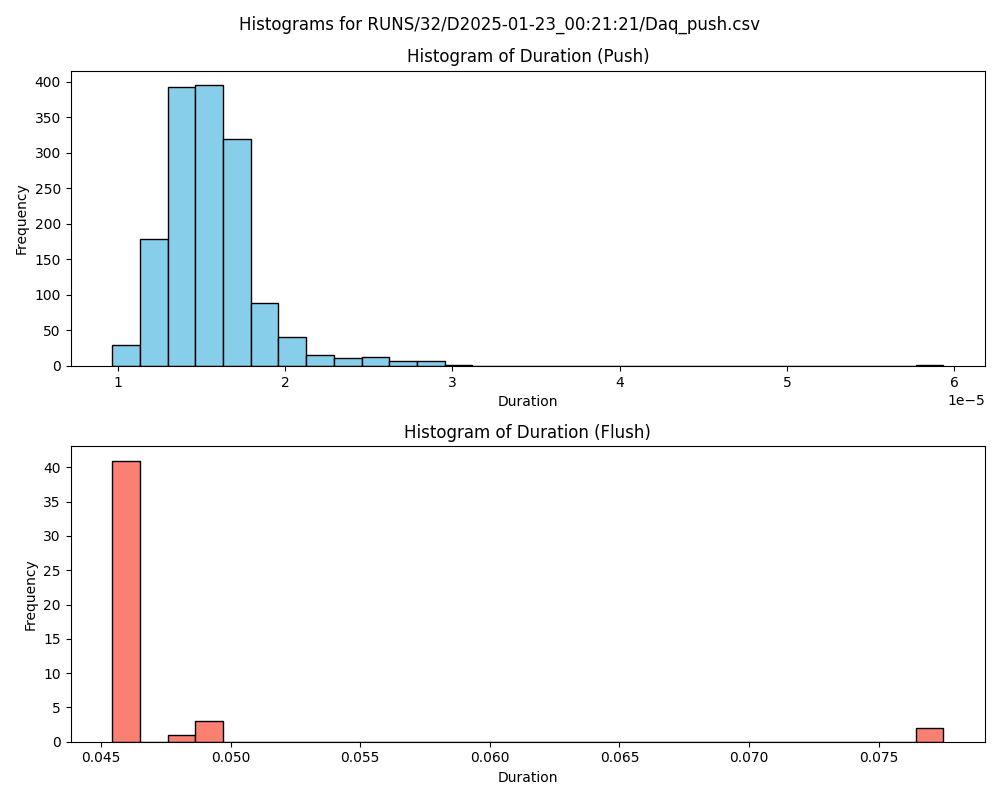 Histograms for RUNS/32/D2025-01-23_00:21:21/Daq_push.csv
Histogram of Duration (Push)
400
350
300
250
200
150
100
50
0
Frequency
1 2 3 4 5 6
1e−5
Duration
Histogram of Duration (Flush)
40
35
30
25
20
15
10
5
0
Frequency
0.045 0.050 0.055 0.060 0.065 0.070 0.075
Duration